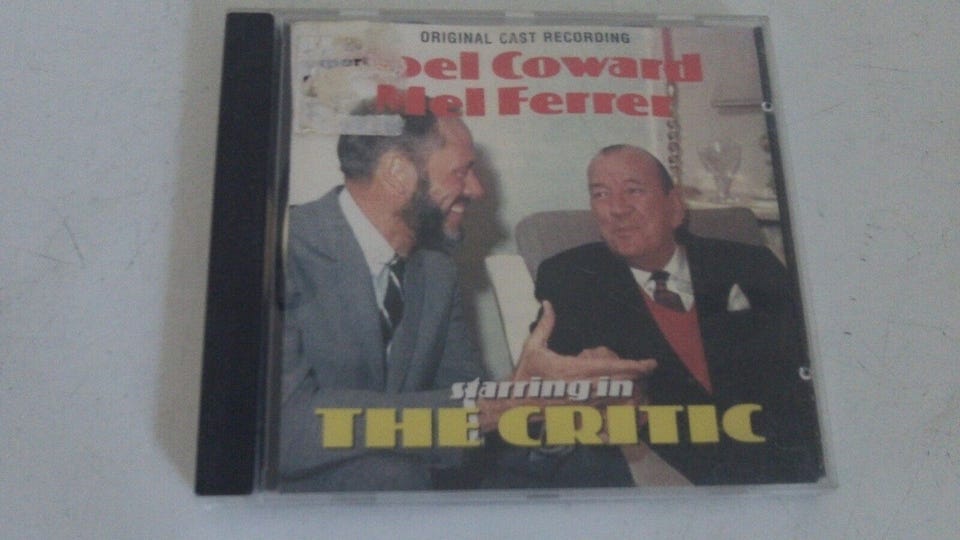 ORIGINAL CAST RECORDING
oel Coward
Mel Ferrer
starring in
THE CRITIC